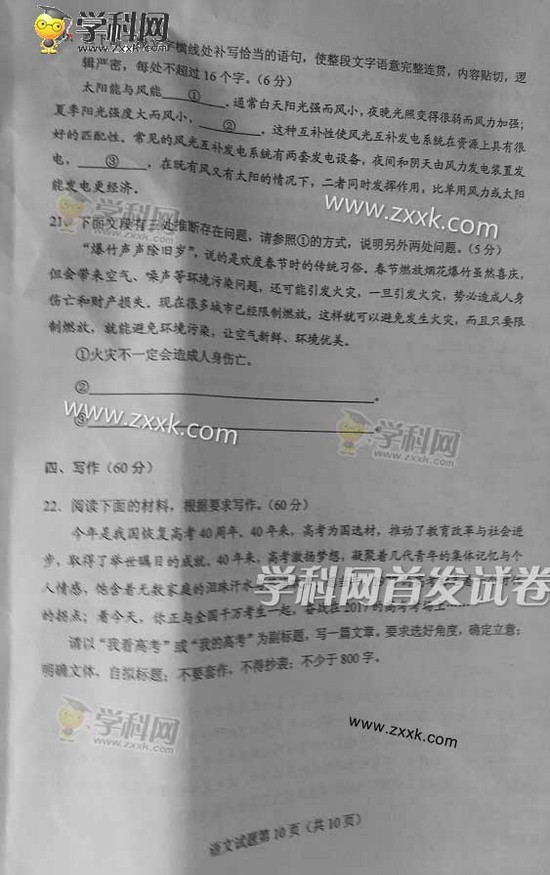 学科网
www.zxxk.com
横线处补写恰当的语句，使整段文字语意完整连贯，内容贴切，逻
辑严密，每处不超过16个字。（6分）
太阳能与风能①，通常白天阳光强而风小，夜晚光照变得很弱而风力加强；
夏季阳光强度大而风小，②。这种互补性使风光互补发电系统在资源上具有很
好的匹配性。常见的风光互补发电系统有两套发电设备，夜间和阴天由风力发电装置发
电，③，在既有风又有太阳的情况下，二者同时发挥作用，比单用风力或太阳
能发电更经济。
www.zxxk.com
学科网
21、下面文段有三处推断存在问题，请参照①的方式，说明另外两处问题。（5分）
“爆竹声声除旧岁”，说的是欢度春节时的传统习俗。春节燃放烟花爆竹虽然喜庆，
但会带来空气、噪声等环境污染问题，还可能引发火灾，一旦引发火灾，势必造成人身
伤亡和财产损失。现在很多城市已经限制燃放，这样就可以避免发生火灾，而且只要限
制燃放，就能避免环境污染，让空气新鲜、环境优美。
①火灾不一定会造成人身伤亡。
②。
www.zxxk.com
③。
学科网
www.zxxk.com
四、写作（60分）
22、阅读下面的材料，根据要求写作。（60分）
今年是我国恢复高考40周年。40年来，高考为国选材，推动了教育改革与社会进
步，取得了举世瞩目的成就。40年来，高考激扬梦想，凝聚着几代青年的集体记忆与个
人情感，饱含着无数家庭的泪珠汗水
学科网首发试卷
的拐点；看今天，你正与全国千万考生一起，奋战在2017的高考考场上……
请以“我看高考”或“我的高考”为副标题，写一篇文章。要求选好角度，确定立意；
明确文体，自拟标题；不要套作，不得抄袭；不少于800字。
学科网
www.zxxk.com
www.zxxk.com
语文试题第10页（共10页）